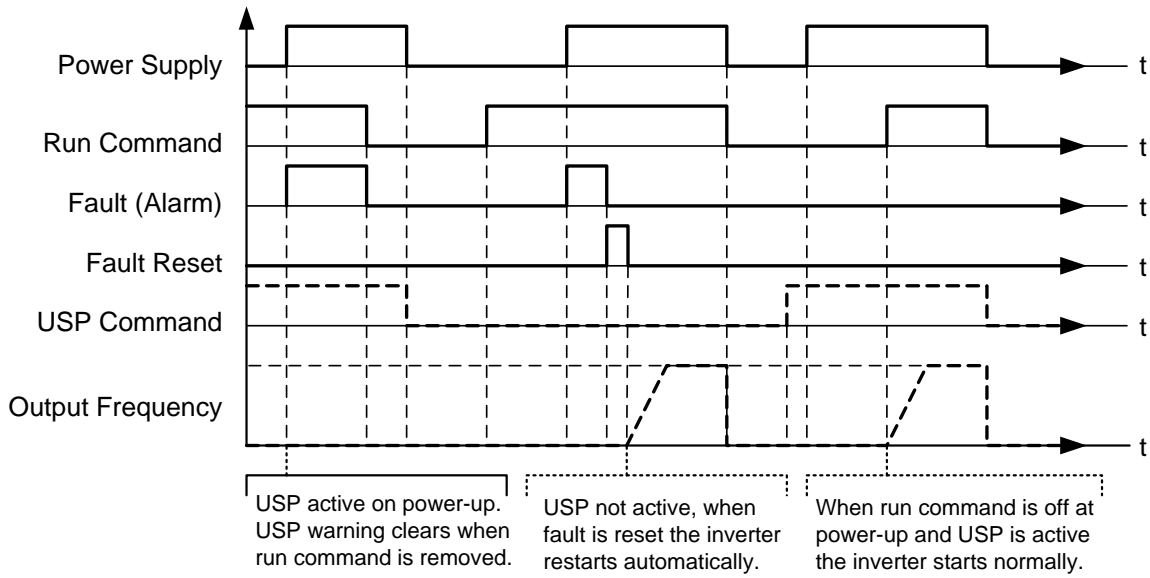 Power Supply
t
Run Command
t
Fault (Alarm)
t
Fault Reset
t
USP Command
t
Output Frequency
t
USP active on power-up.
USP warning clears when
run command is removed.
USP not active, when
fault is reset the inverter
restarts automatically.
When run command is off at
power-up and USP is active
the inverter starts normally.